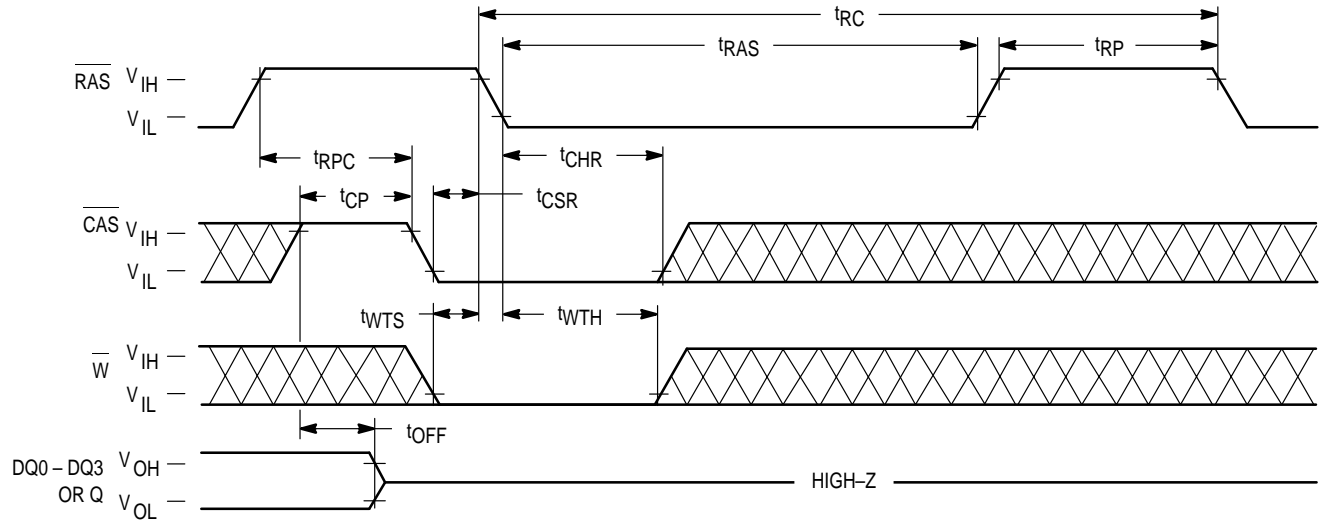 tRC
tRAS
tRP
RAS VIH
VIL
tRPC
tCHR
tCP
tCSR
CAS VIH
VIL
tWTS
tWTH
W VIH
VIL
tOFF
DQ0 – DQ3 VOH
OR Q
VOL
HIGH–Z